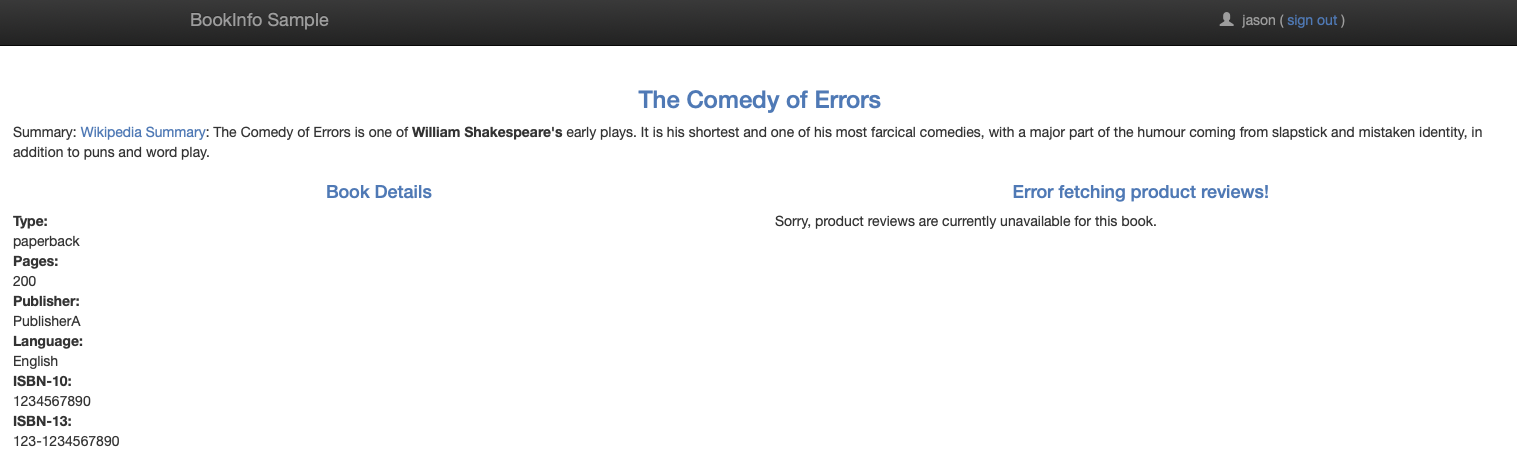 BookInfo Sample
jason ( sign out )
The Comedy of Errors
Summary: Wikipedia Summary: The Comedy of Errors is one of William Shakespeare's early plays. It is his shortest and one of his most farcical comedies, with a major part of the humour coming from slapstick and mistaken identity, in
addition to puns and word play.
Book Details
Type:
paperback
Pages:
200
Publisher:
PublisherA
Language:
English
ISBN-10:
1234567890
ISBN-13:
123-1234567890
Error fetching product reviews!
Sorry, product reviews are currently unavailable for this book.